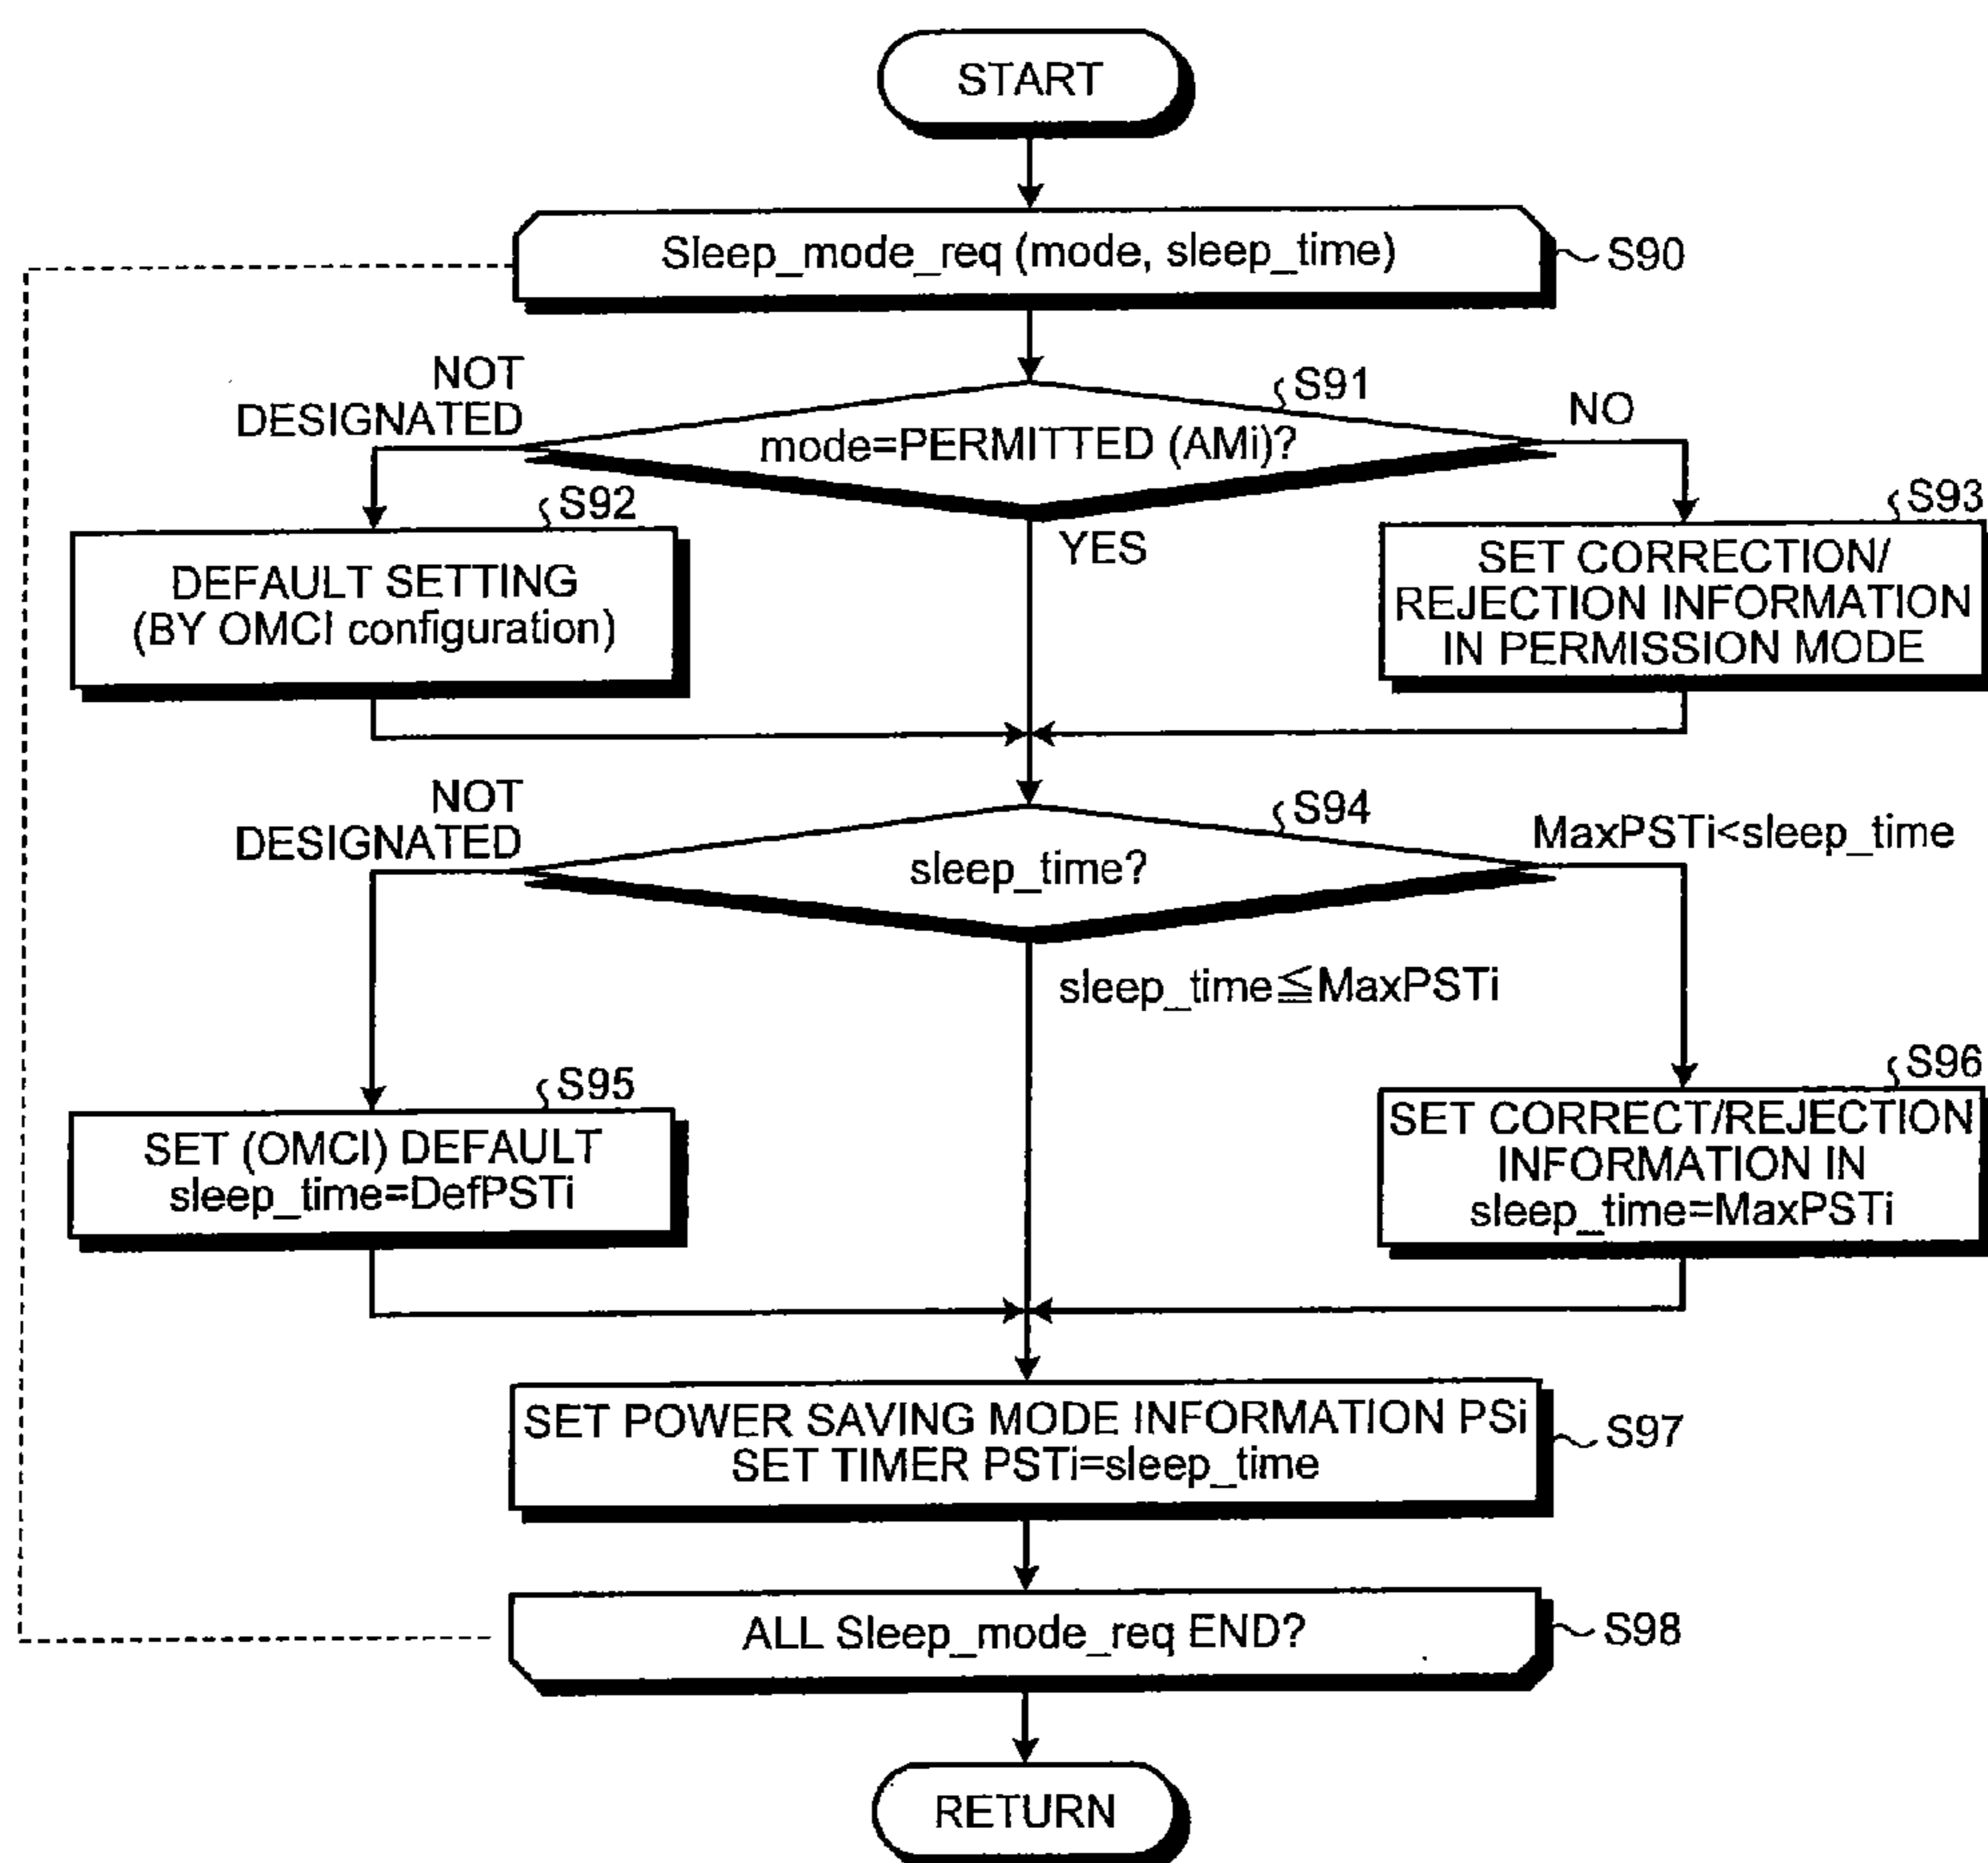 START
Sleep_mode_req (mode, sleep_time)
S90
NOT
DESIGNATED
S91
NO
mode=PERMITTED (AMi)?
S92
YES
S93
DEFAULT SETTING
(BY OMCI configuration)
SET CORRECTION/
REJECTION INFORMATION
IN PERMISSION MODE
NOT
DESIGNATED
S94
MaxPSTi<sleep_time
sleep_time?
sleep_time≦MaxPSTi
S95
S96
SET (OMCI) DEFAULT
sleep_time=DefPSTi
SET CORRECT/REJECTION
INFORMATION IN
sleep_time=MaxPSTi
SET POWER SAVING MODE INFORMATION PSi
SET TIMER PSTi=sleep_time
S97
ALL Sleep_mode_req END?
S98
RETURN